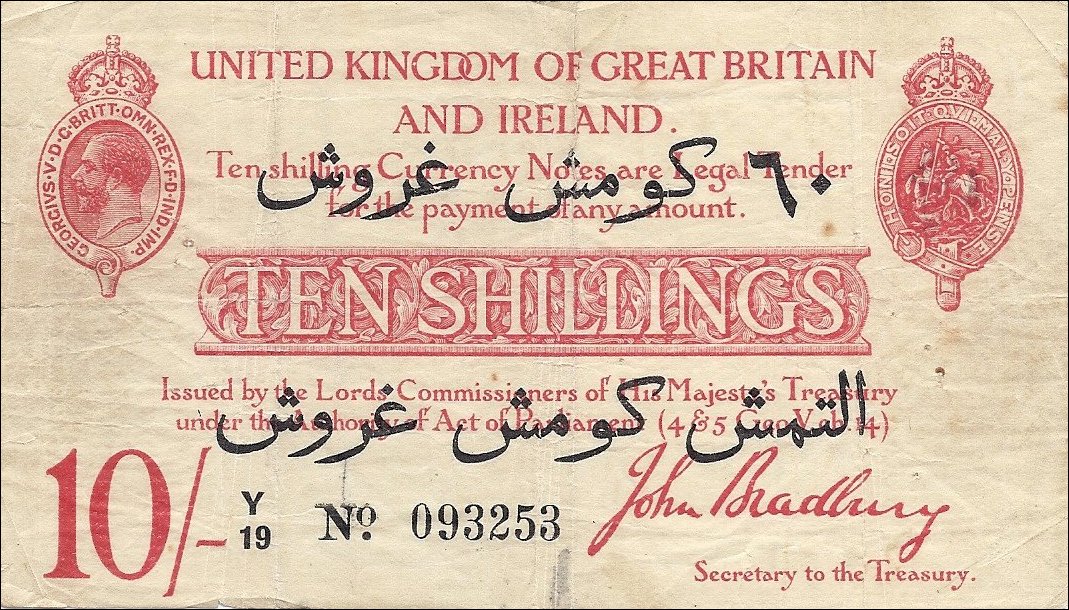 GEORGIVS·V·D·G·BRITT·OMN·REX·F·D·IND·IMP·
UNITED KINGDOM OF GREAT BRITAIN
AND IRELAND.
HONI·SOIT·QVI·MAL·Y·PENSE
Ten shilling Currency Notes are Legal Tender
٦٠ كومش غروش
for the payment of any amount.
TEN SHILLINGS
Issued by the Lords Commissioners of His Majesty's Treasury
under the Authority of Act of Parliament (4 & 5 Geo.V.ch.14)
التمش كومش غروش
10/-
Y
19
No. 093253
John Bradbury
Secretary to the Treasury.